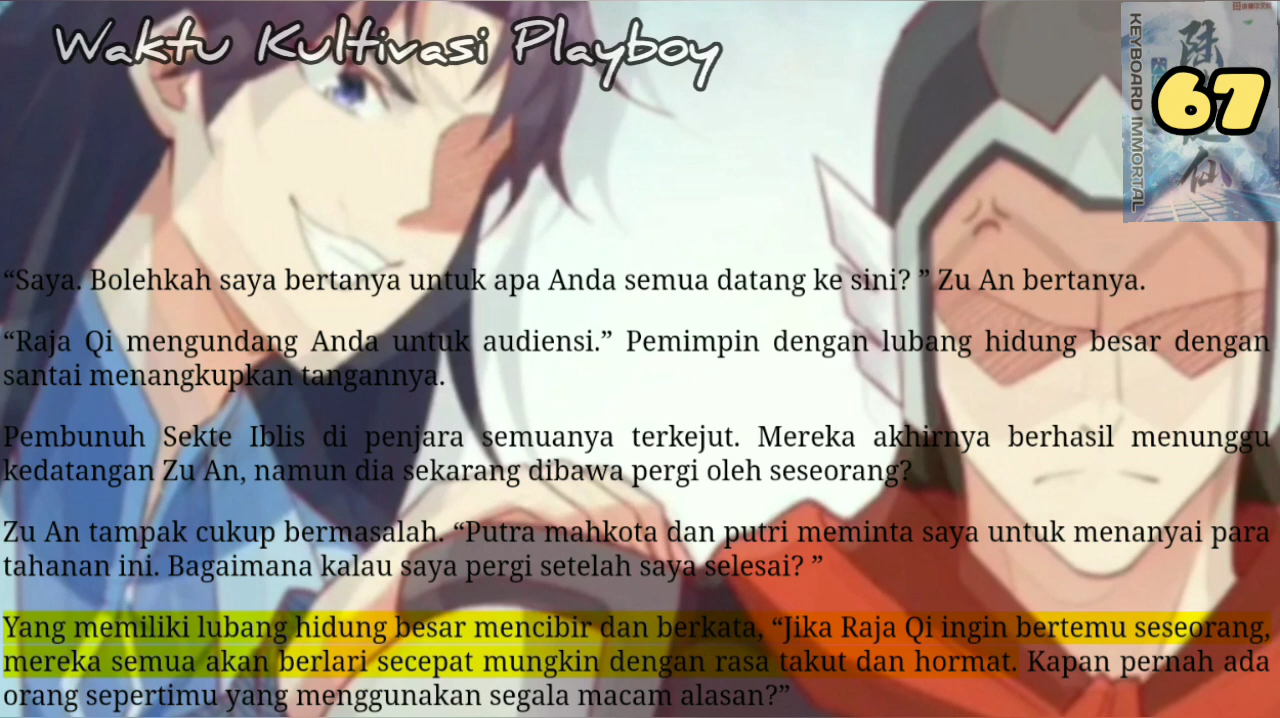 Waktu Kultivasi Playboy
KEYBOARD IMMORTAL
67
“Saya. Bolehkah saya bertanya untuk apa Anda semua datang ke sini? ” Zu An bertanya.
“Raja Qi mengundang Anda untuk audiensi.” Pemimpin dengan lubang hidung besar dengan
santai menangkupkan tangannya.
Pembunuh Sekte Iblis di penjara semuanya terkejut. Mereka akhirnya berhasil menunggu
kedatangan Zu An, namun dia sekarang dibawa pergi oleh seseorang?
Zu An tampak cukup bermasalah. “Putra mahkota dan putri meminta saya untuk menanyai para
tahanan ini. Bagaimana kalau saya pergi setelah saya selesai? ”
Yang memiliki lubang hidung besar mencibir dan berkata, “Jika Raja Qi ingin bertemu seseorang,
mereka semua akan berlari secepat mungkin dengan rasa takut dan hormat. Kapan pernah ada
orang sepertimu yang menggunakan segala macam alasan?”